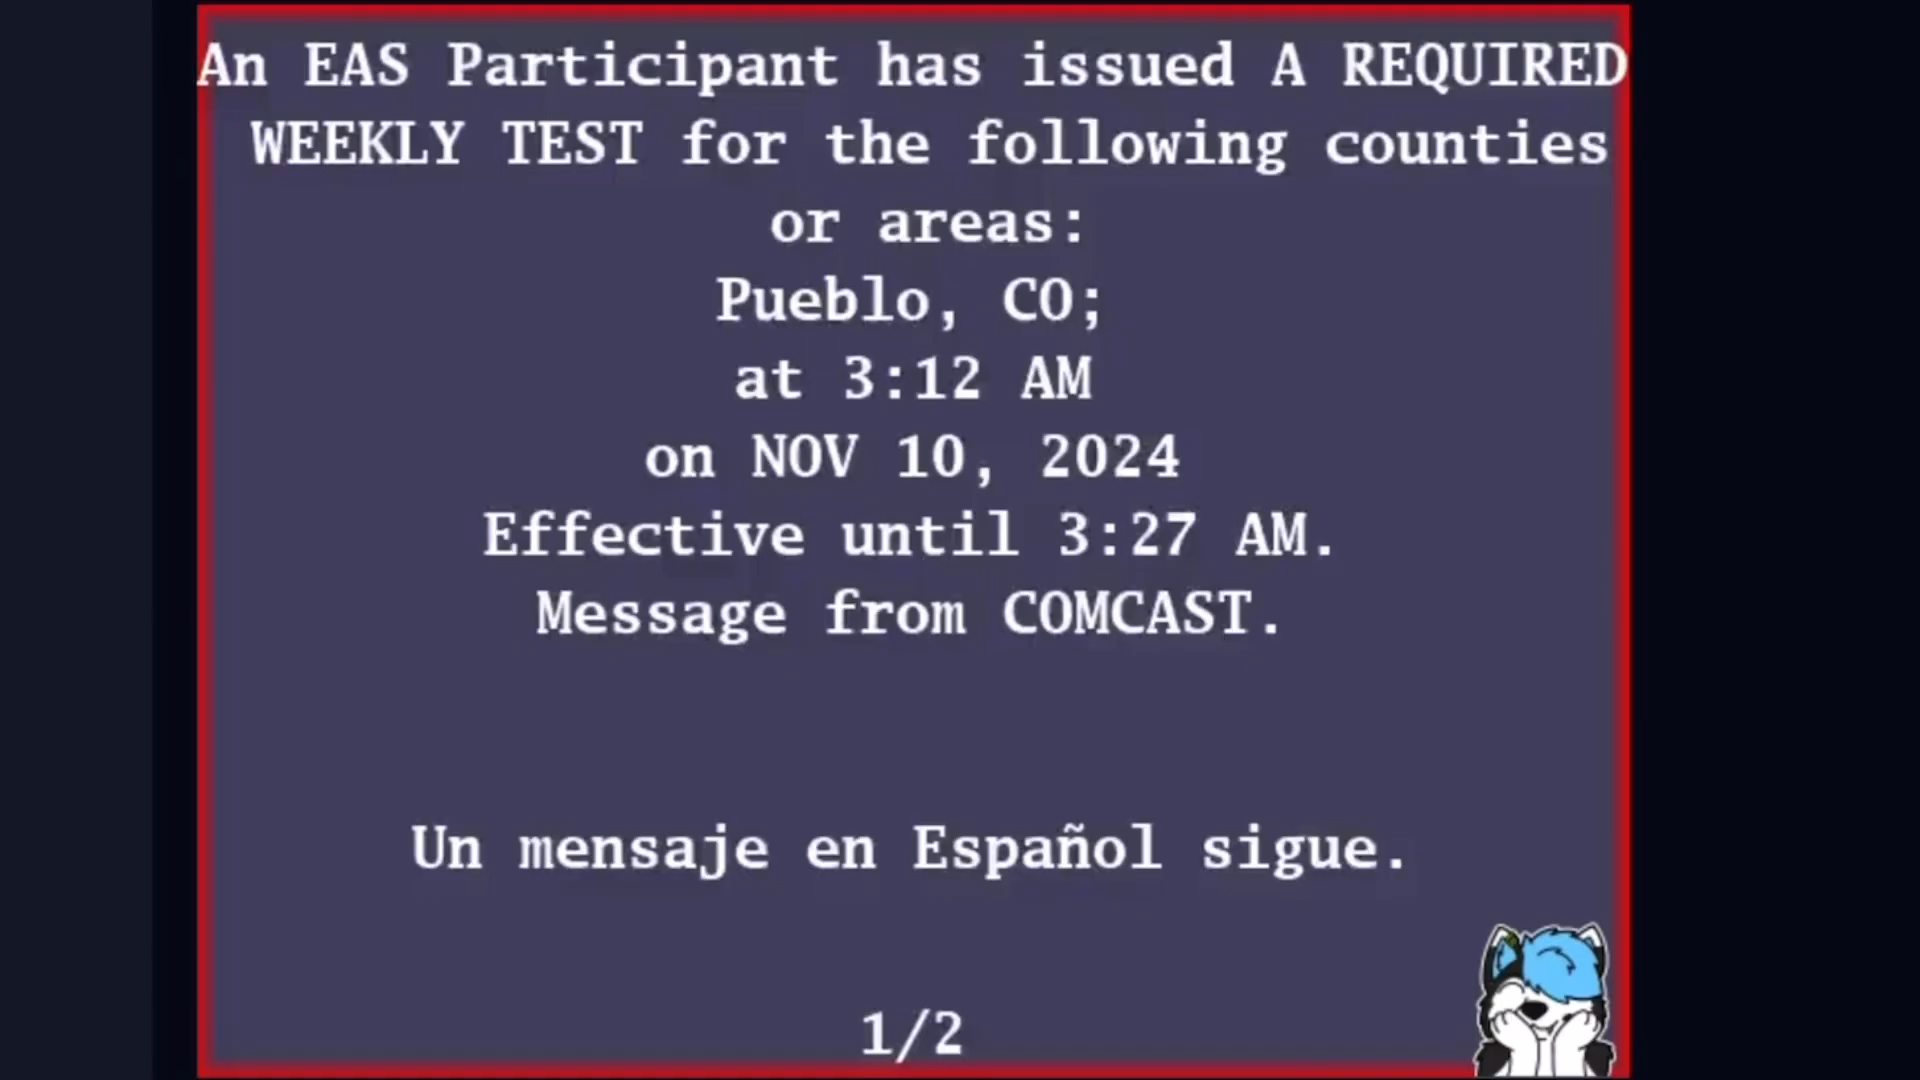 An EAS Participant has issued A REQUIRED
WEEKLY TEST for the following counties
or areas:
Pueblo, CO;
at 3:12 AM
on NOV 10, 2024
Effective until 3:27 AM.
Message from COMCAST.
Un mensaje en Español sigue.
1/2